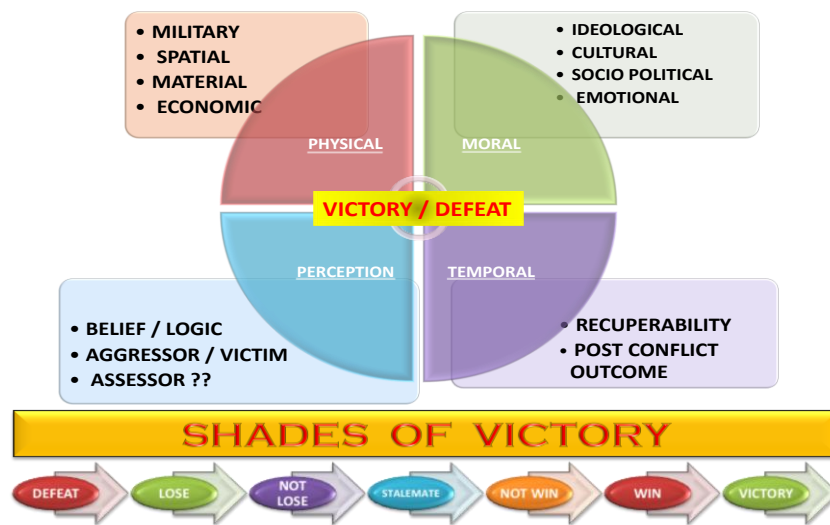 • MILITARY
• SPATIAL
• MATERIAL
• ECONOMIC
• IDEOLOGICAL
• CULTURAL
• SOCIO POLITICAL
• EMOTIONAL
PHYSICAL
MORAL
VICTORY / DEFEAT
PERCEPTION
TEMPORAL
• BELIEF / LOGIC
• AGGRESSOR / VICTIM
• ASSESSOR ??
• RECUPERABILITY
• POST CONFLICT
OUTCOME
SHADES OF VICTORY
DEFEAT
LOSE
NOT
LOSE
STALEMATE
NOT WIN
WIN
VICTORY